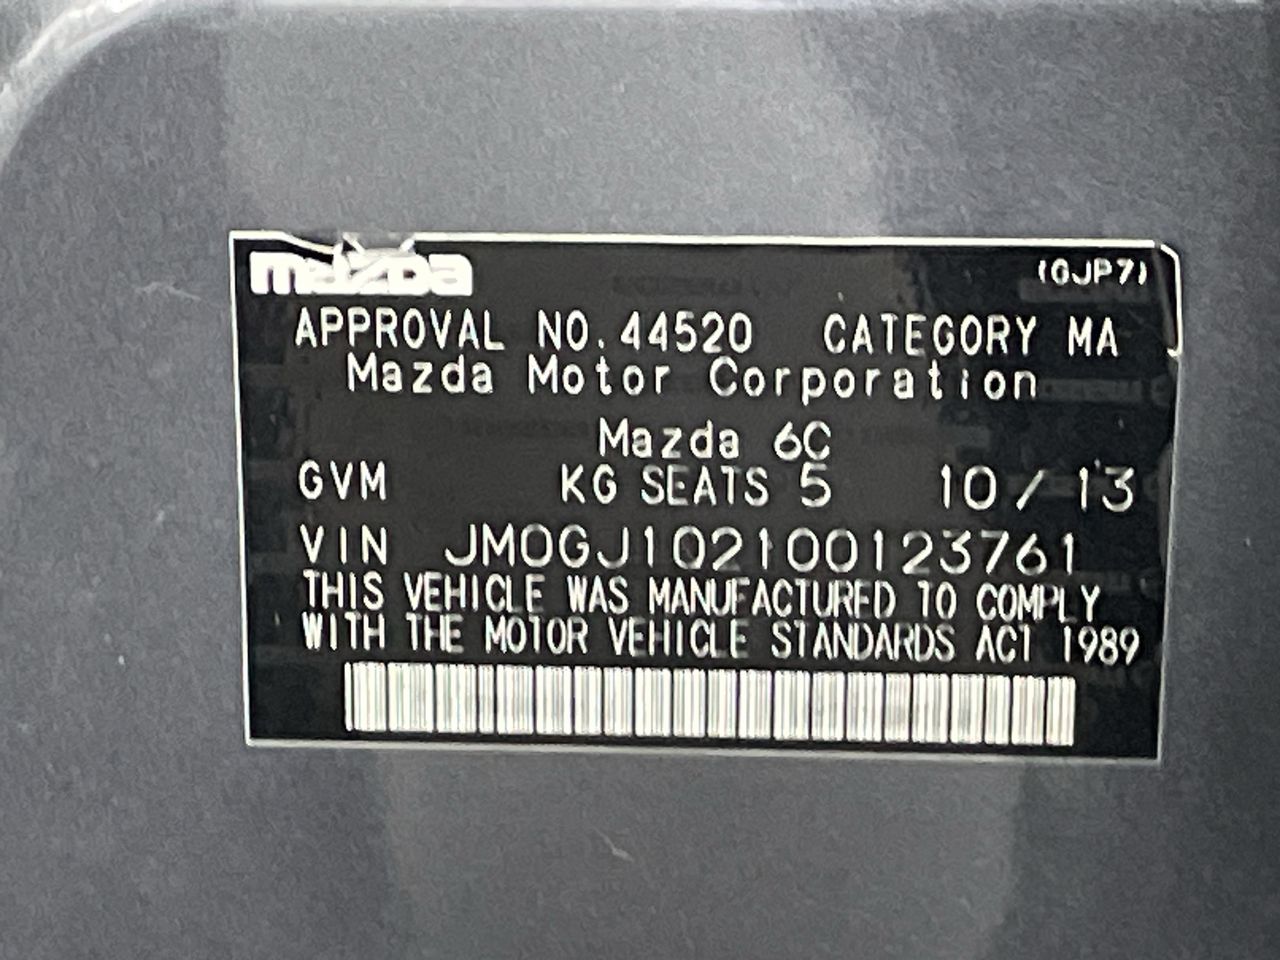 mazda (GJP7)
APPROVAL NO. 44520 CATEGORY MA
Mazda Motor Corporation
Mazda 6C
GVM KG SEATS 5 10 / 13
VIN JM0GJ102100123761
THIS VEHICLE WAS MANUFACTURED TO COMPLY
WITH THE MOTOR VEHICLE STANDARDS ACT 1989